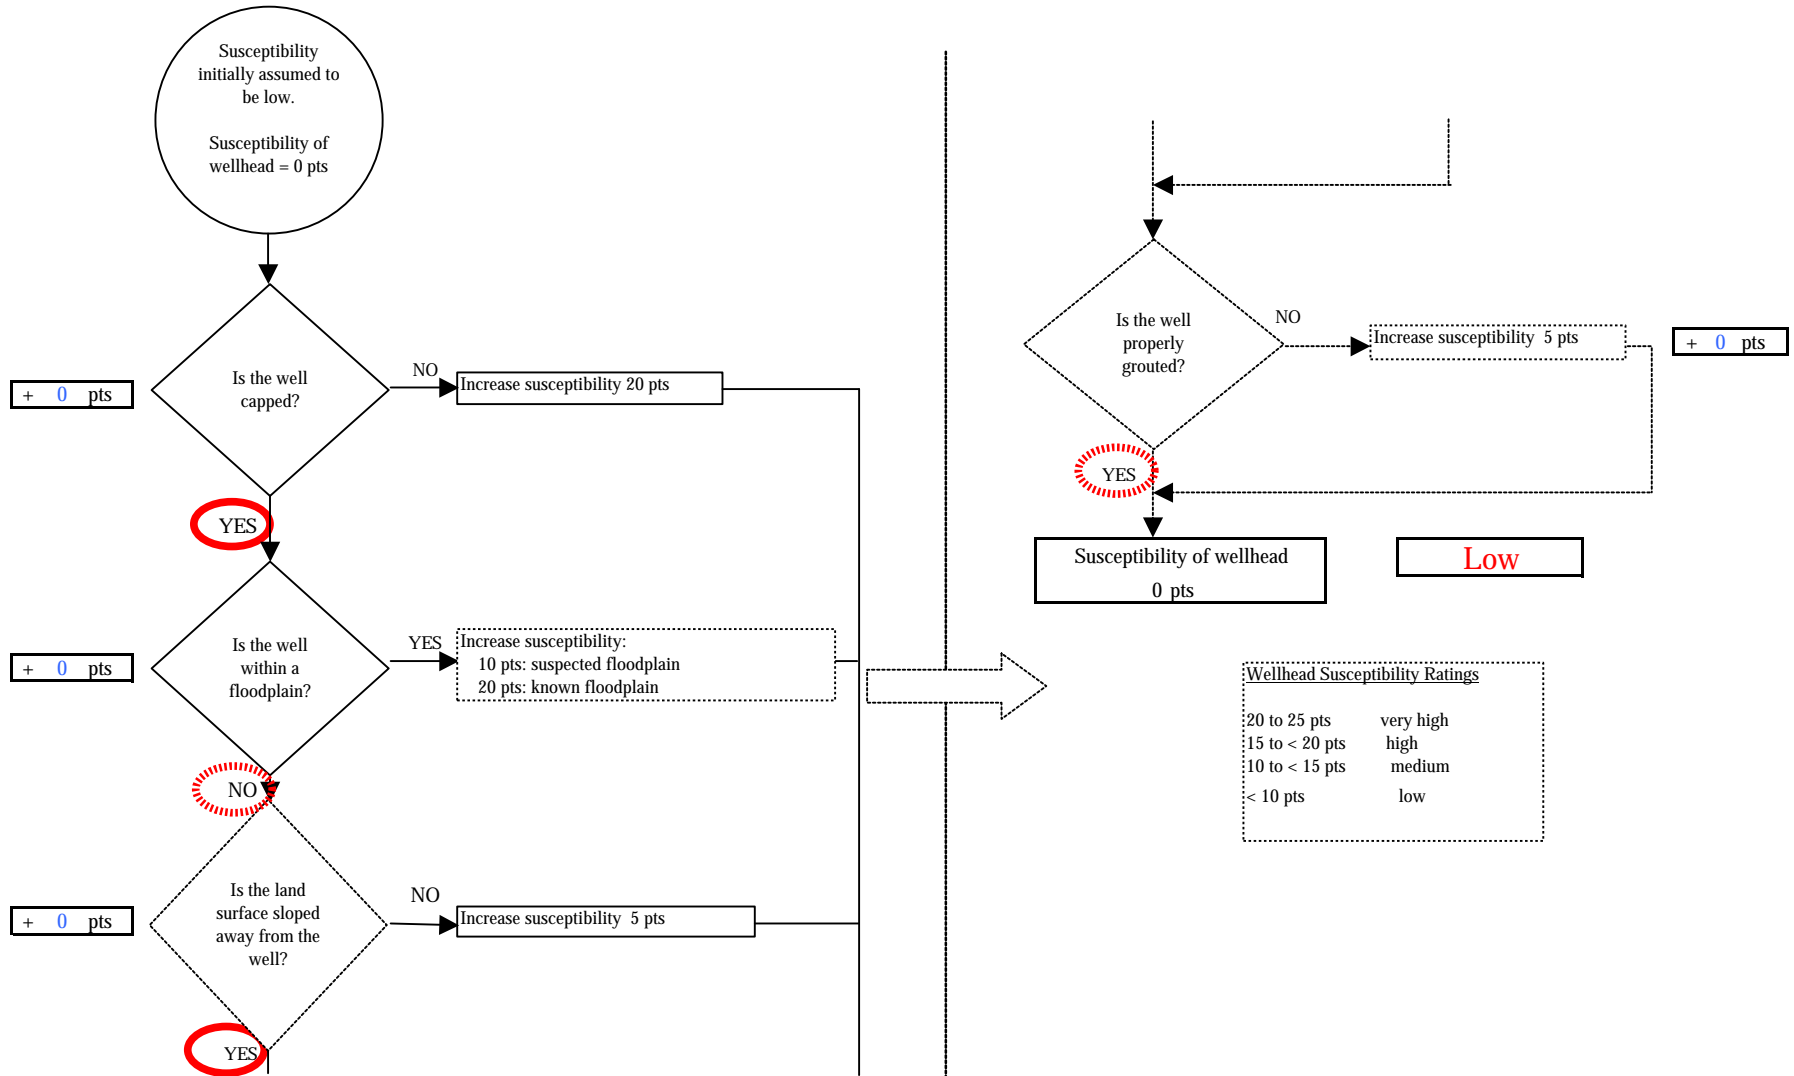 Susceptibility
initially assumed to
be low.
Susceptibility of
wellhead = 0 pts
+ 0 pts
Is the well
capped?
NO
Increase susceptibility 20 pts
YES
+ 0 pts
Is the well
within a
floodplain?
YES
Increase susceptibility:
10 pts: suspected floodplain
20 pts: known floodplain
NO
+ 0 pts
Is the land
surface sloped
away from the
well?
NO
Increase susceptibility 5 pts
YES
Is the well
properly
grouted?
NO
Increase susceptibility 5 pts
+ 0 pts
YES
Susceptibility of wellhead
0 pts
Low
Wellhead Susceptibility Ratings
20 to 25 pts very high
15 to < 20 pts high
10 to < 15 pts medium
< 10 pts low